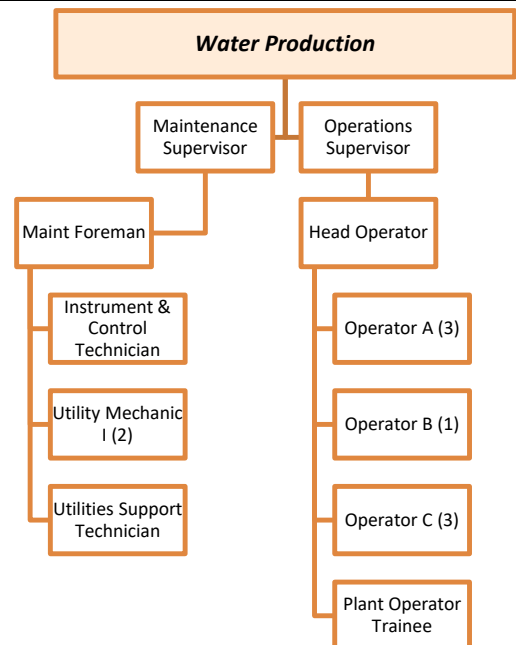 Water Production
Maintenance
Supervisor
Operations
Supervisor
Maint Foreman
Head Operator
Instrument &
Control
Technician
Utility Mechanic
I (2)
Utilities Support
Technician
Operator A (3)
Operator B (1)
Operator C (3)
Plant Operator
Trainee